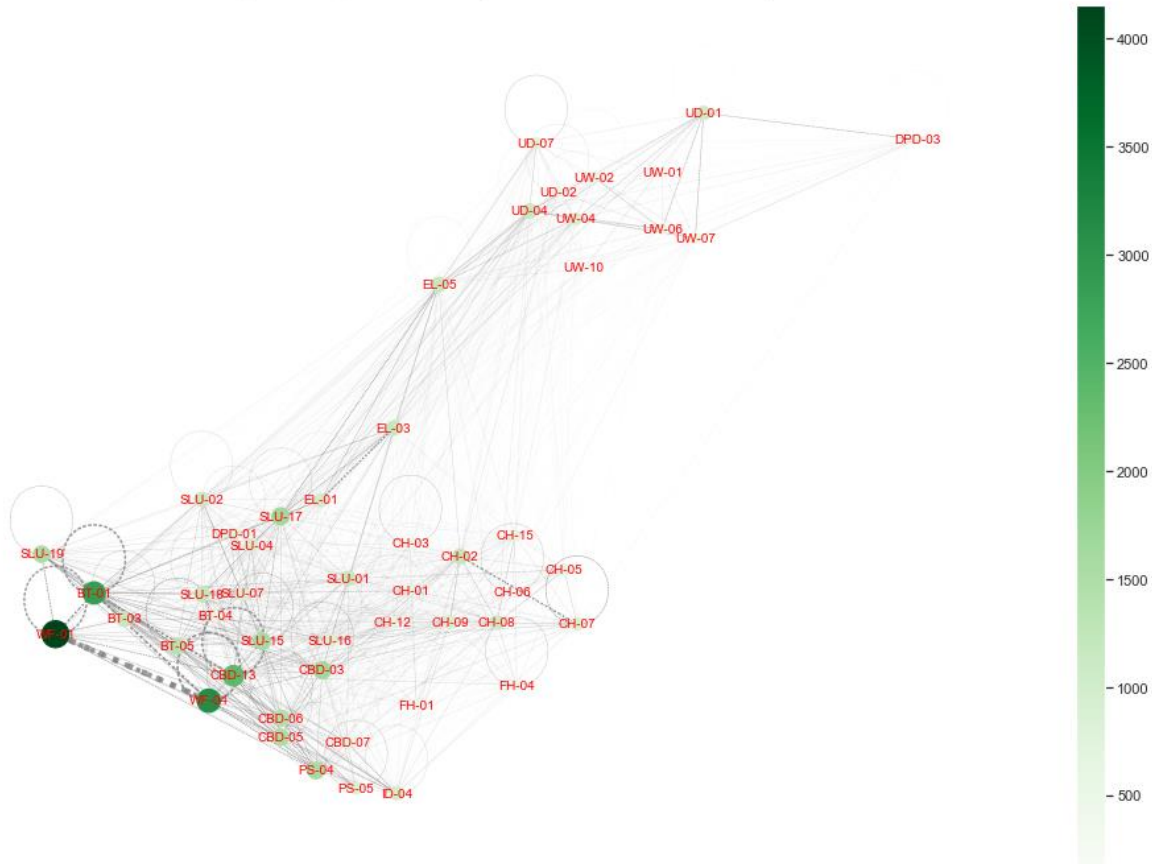 4000
UD-01
DPD-03
UD-07
3500
UW-01
UW-02
UD-02
UD-04
UW-04
UW-06
UW-07
3000
UW-10
EL-05
2500
EL-03
2000
SLU-02
EL-01
SLU-17
DPD-01
SLU-04
CH-03
CH-15
SLU-19
CH-02
CH-05
1500
SLU-01
BT-01
SLU-18
SLU-07
CH-01
CH-06
BT-03
BT-04
CH-12
CH-09
CH-08
CH-07
WF-01
BT-05
SLU-15
SLU-16
CBD-13
CBD-03
FH-04
1000
WF-04
FH-01
CBD-06
CBD-05
CBD-07
PS-04
PS-05
ID-04
500